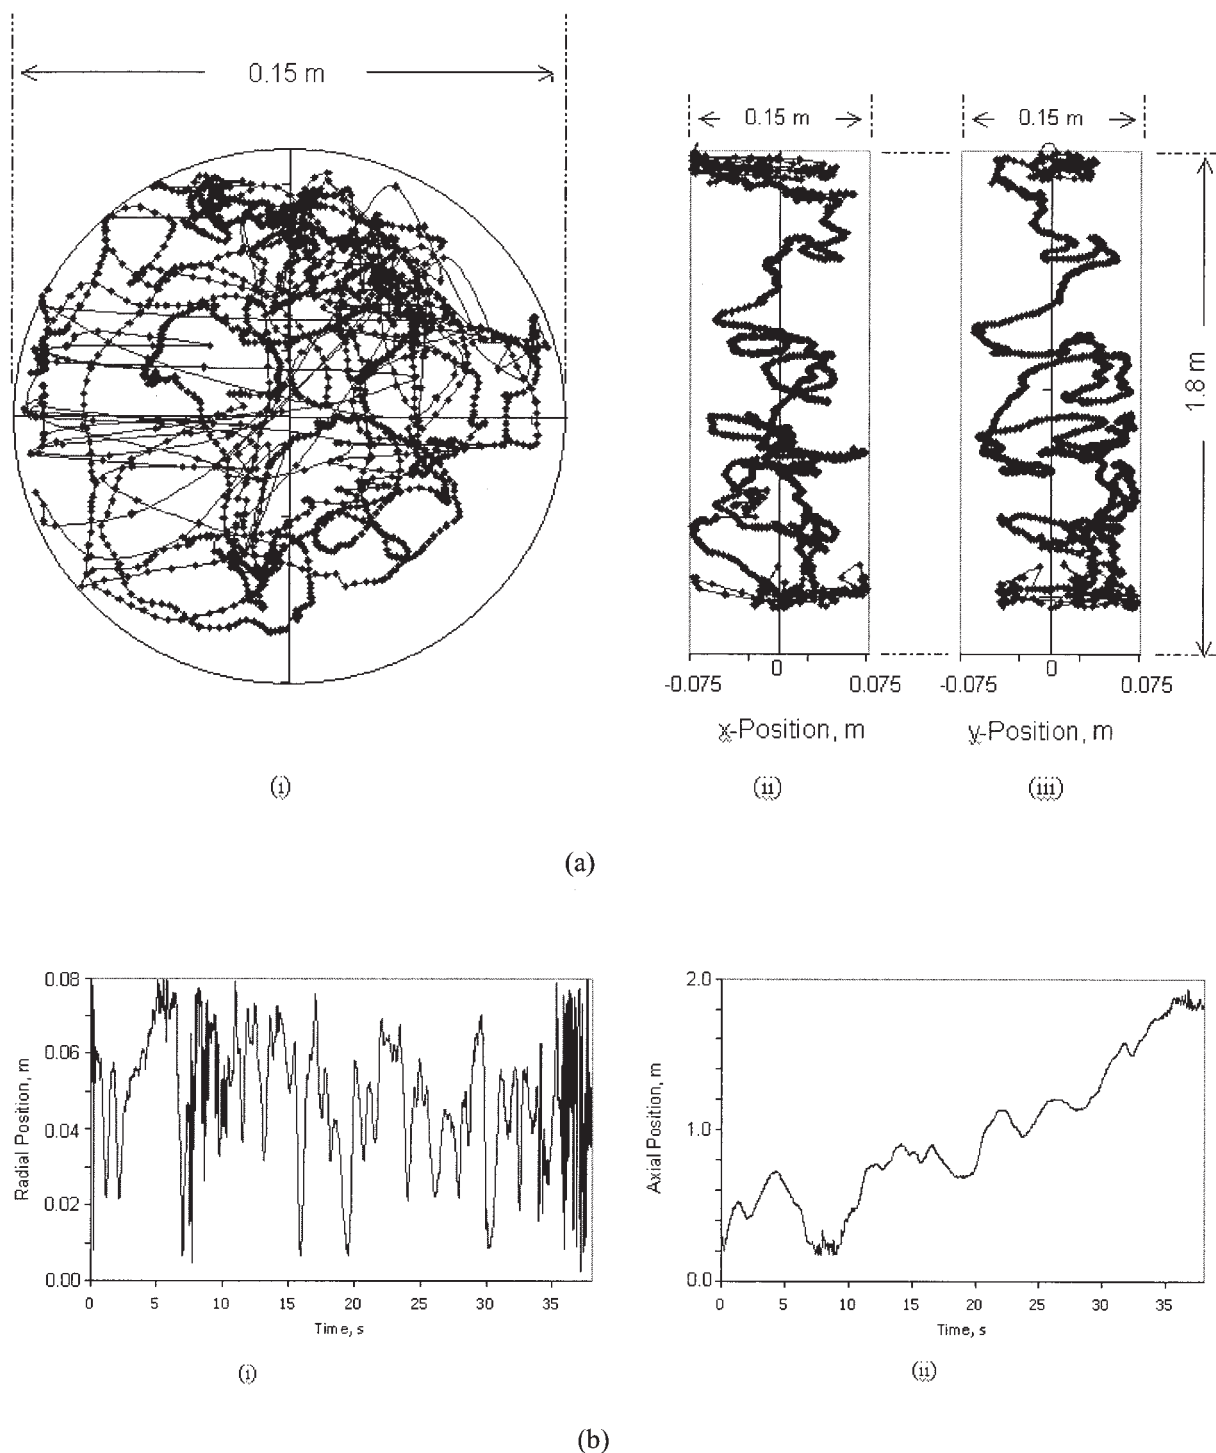 0.15 m
0.15 m
0.15 m
1.8 m
-0.075
0
0.075
-0.075
0
0.075
x-Position, m
y-Position, m
(i)
(ii)
(iii)
(a)
0.08
0.06
0.04
0.02
0.00
Radial Position, m
0
5
10
15
20
25
30
35
Time, s
(i)
2.0
1.0
0.0
Axial Position, m
0
5
10
15
20
25
30
35
Time, s
(ii)
(b)